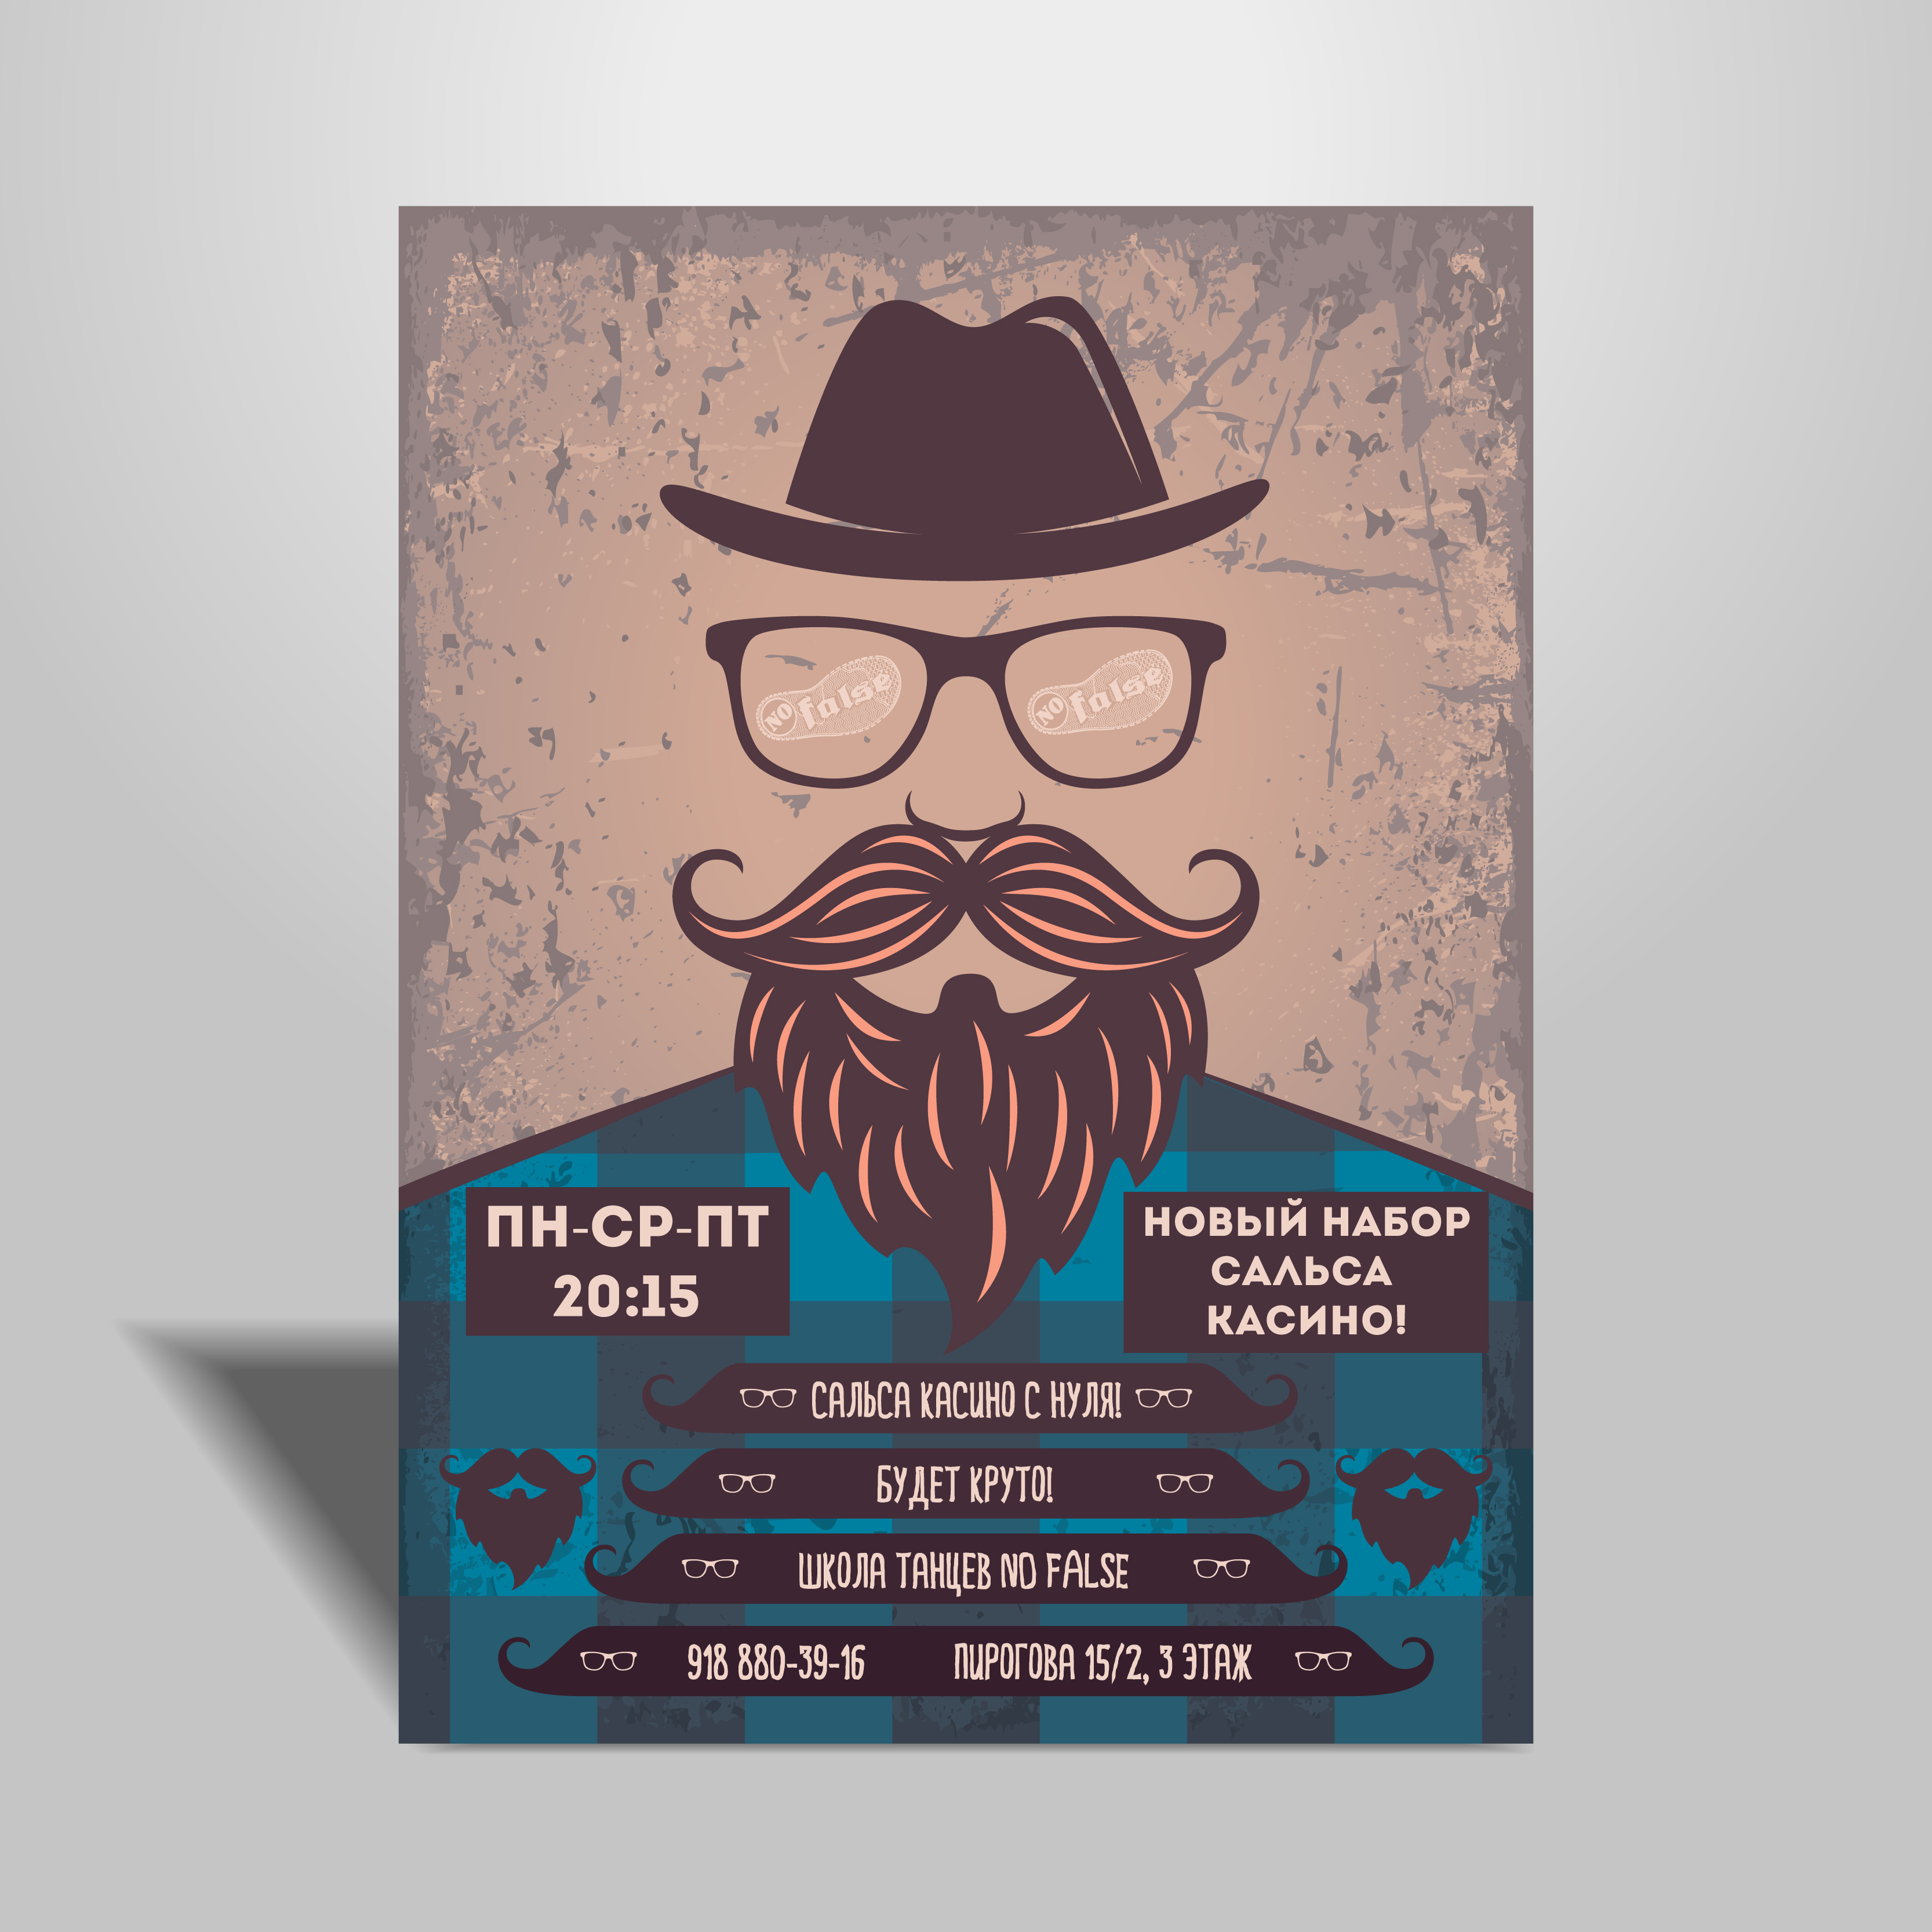 NO false
NO false
ПН-СР-ПТ
20:15
НОВЫЙ НАБОР
САЛЬСА
КАСИНО!
САЛЬСА КАСИНО С НУЛЯ!
БУДЕТ КРУТО!
ШКОЛА ТАНЦЕВ NO FALSE
918 880-39-16 ПИРОГОВА 15/2, 3 ЭТАЖ